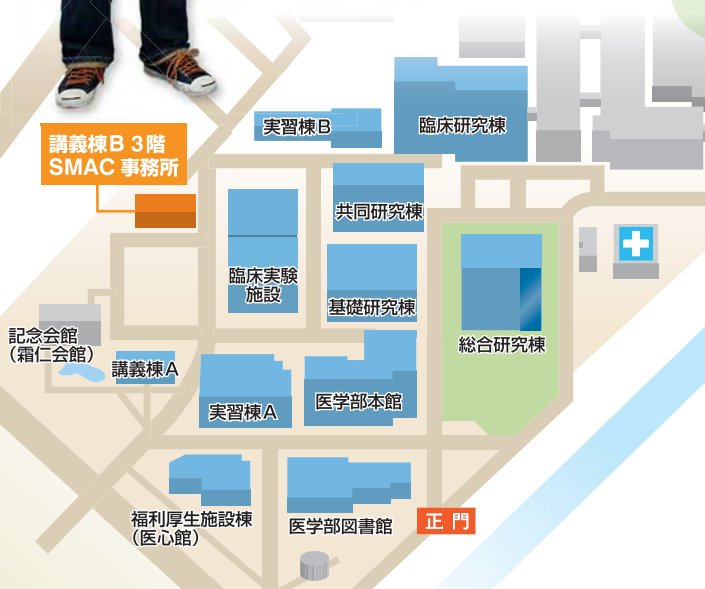 実習棟B
臨床研究棟
講義棟B 3階
SMAC 事務所
共同研究棟
臨床実験
施設
基礎研究棟
記念会館
（霜仁会館）
総合研究棟
講義棟A
実習棟A
医学部本館
福利厚生施設棟
（医心館）
医学部図書館
正門